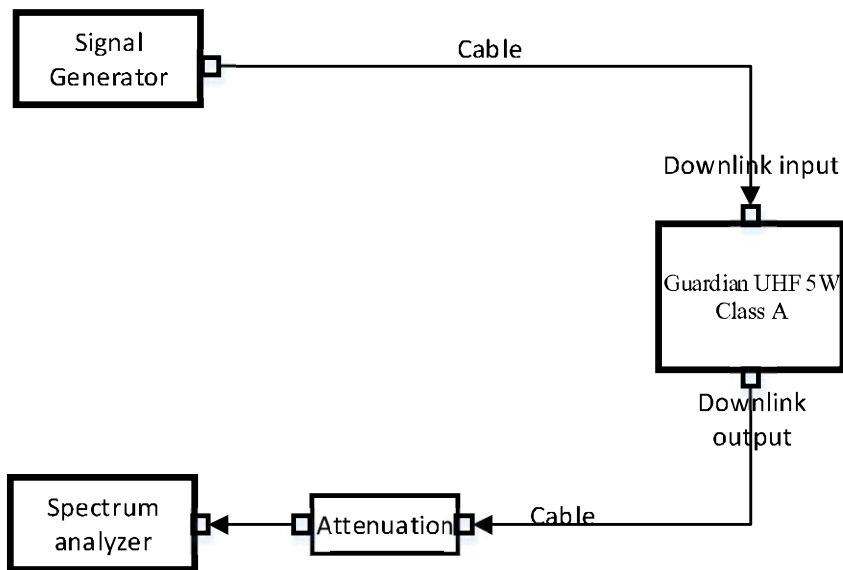 Signal
Generator
Cable
Downlink input
Guardian UHF 5W
Class A
Downlink
output
Cable
Attenuation
Spectrum
analyzer